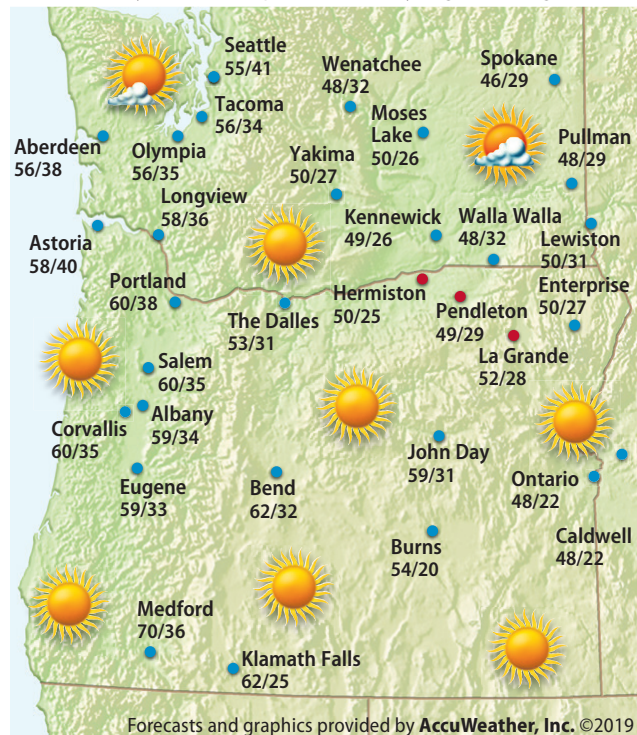 Seattle
55/41
Wenatchee
48/32
Spokane
46/29
Tacoma
56/34
Moses
Lake
50/26
Aberdeen
56/38
Olympia
56/35
Yakima
50/27
Pullman
48/29
Longview
58/36
Kennewick
49/26
Walla Walla
48/32
Lewiston
50/31
Astoria
58/40
Portland
60/38
The Dalles
53/31
Hermiston
50/25
Pendleton
49/29
Enterprise
50/27
La Grande
52/28
Salem
60/35
Albany
59/34
Corvallis
60/35
John Day
59/31
Eugene
59/33
Bend
62/32
Ontario
48/22
Burns
54/20
Caldwell
48/22
Medford
70/36
Klamath Falls
62/25
Forecasts and graphics provided by AccuWeather, Inc. ©2019